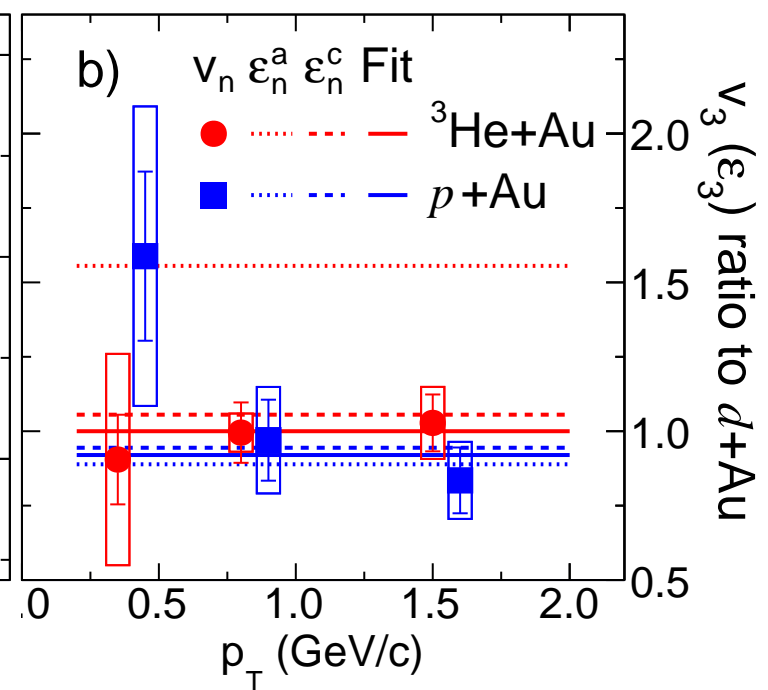 b) vₙ εₙᵃ εₙᶜ Fit
³He+Au
p+Au
2.0
1.5
1.0
0.5
v₃ (ε₃) ratio to d+Au
.0 0.5 1.0 1.5 2.0
p_T (GeV/c)